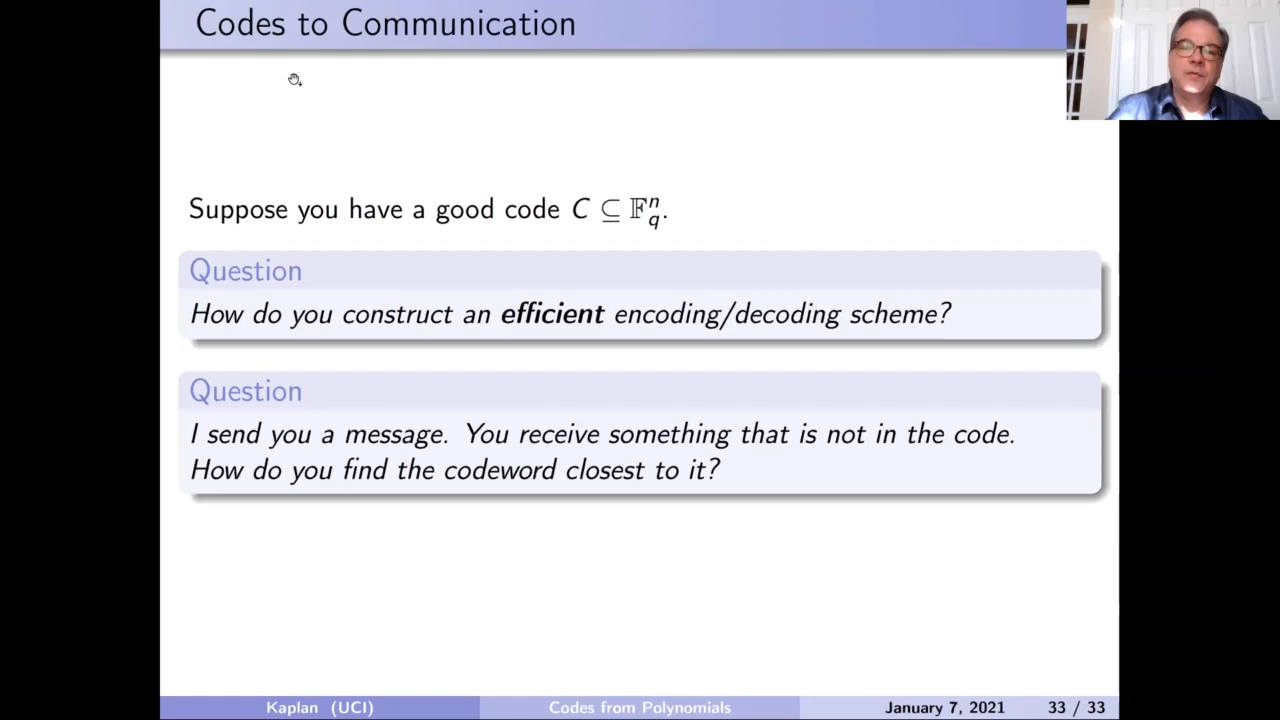 Codes to Communication
Suppose you have a good code C ⊆ 𝔽_q^n.
Question
How do you construct an efficient encoding/decoding scheme?
Question
I send you a message. You receive something that is not in the code.
How do you find the codeword closest to it?
Kaplan (UCI) Codes from Polynomials January 7, 2021 33 / 33